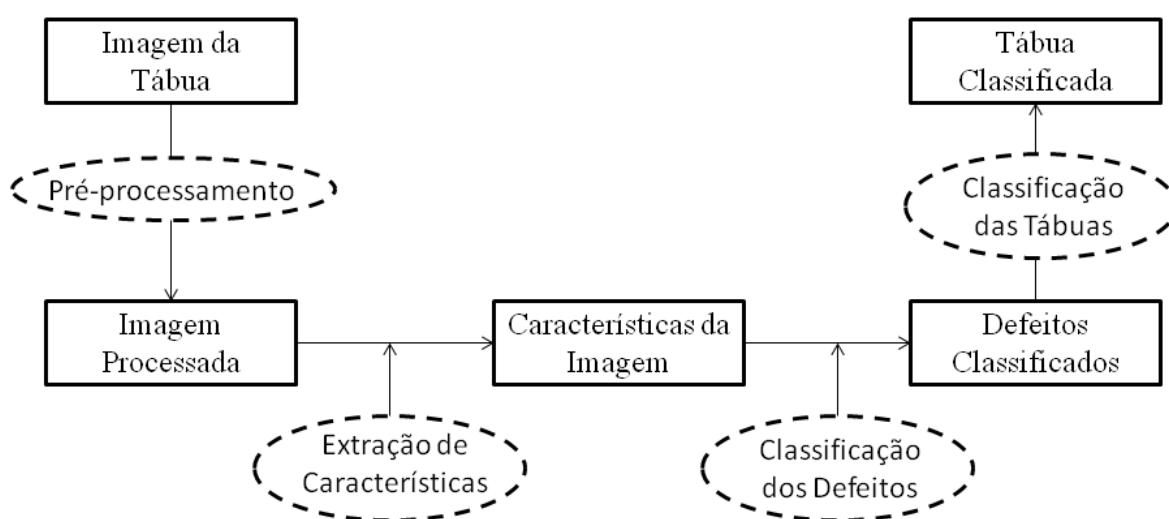 Imagem da
Tábua
Tábua
Classificada
Pré-processamento
Classificação
das Tábuas
Imagem
Processada
Características da
Imagem
Defeitos
Classificados
Extração de
Características
Classificação
dos Defeitos